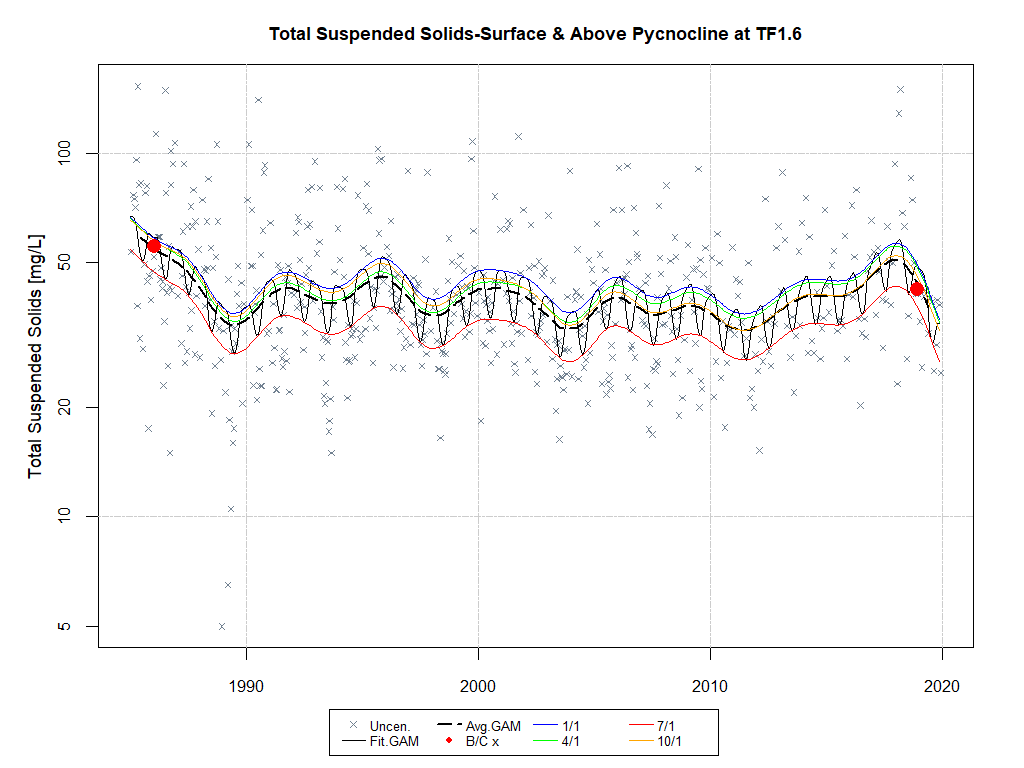 Total Suspended Solids-Surface & Above Pycnocline at TF1.6
Total Suspended Solids [mg/L]
100
50
20
10
5
1990 2000 2010 2020
Uncen. Avg.GAM 1/1 7/1
Fit.GAM B/C x 4/1 10/1